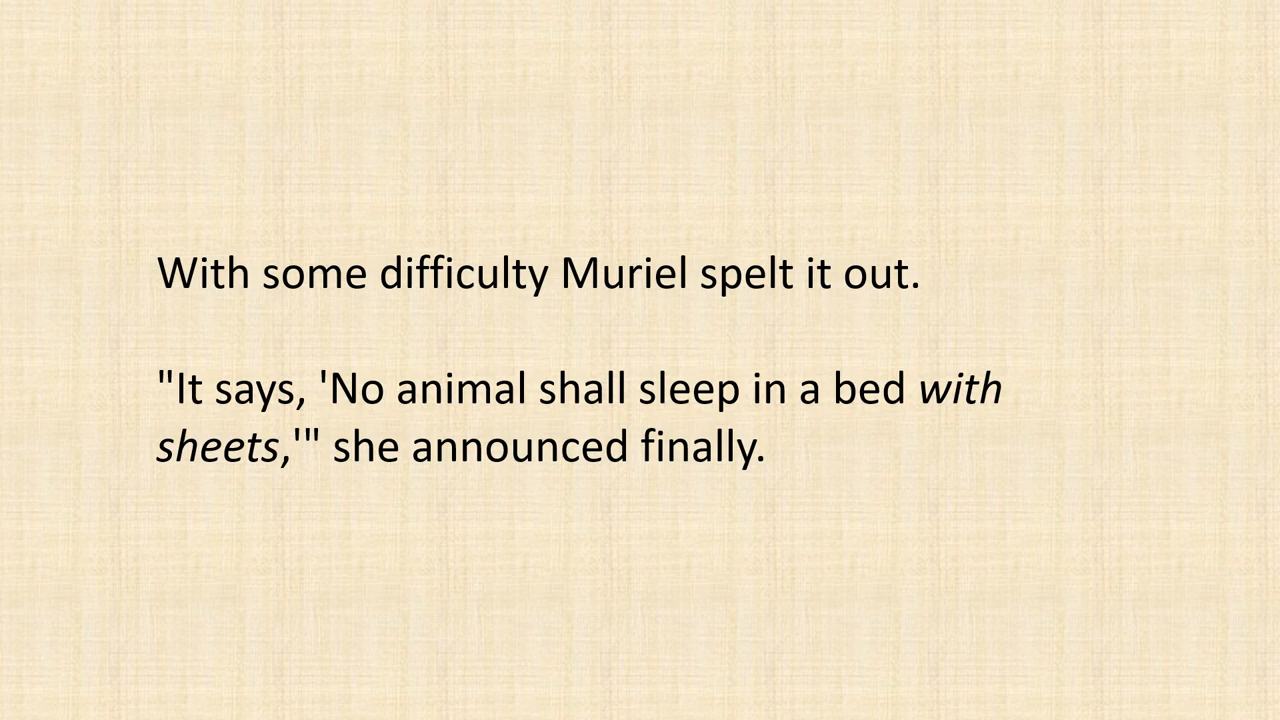 With some difficulty Muriel spelt it out.
"It says, 'No animal shall sleep in a bed with
sheets,'" she announced finally.